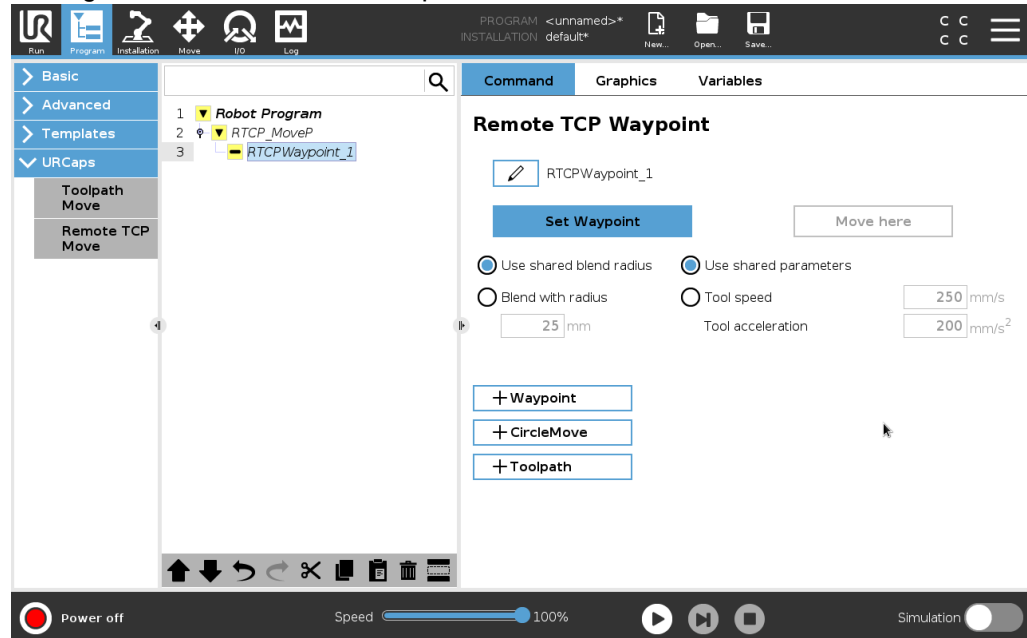 PROGRAM <unnamed>*
INSTALLATION default*
UR
Run
Program
Installation
Move
I/O
Log
New...
Open...
Save...
C C
C C
Basic
Advanced
Templates
URCaps
Toolpath
Move
Remote TCP
Move
1 Robot Program
2 RTCP_MoveP
3 RTCPWaypoint_1
Command
Graphics
Variables
Remote TCP Waypoint
RTCPWaypoint_1
Set Waypoint
Move here
Use shared blend radius
Use shared parameters
Blend with radius
Tool speed
250 mm/s
25 mm
Tool acceleration
200 mm/s2
+Waypoint
+CircleMove
+Toolpath
Power off
Speed
100%
Simulation